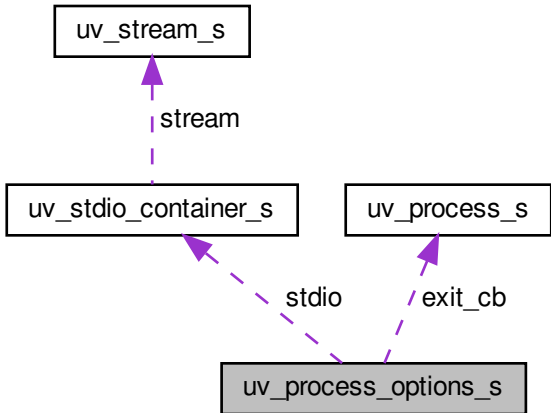 uv_stream_s
stream
uv_stdio_container_s
uv_process_s
stdio
exit_cb
uv_process_options_s